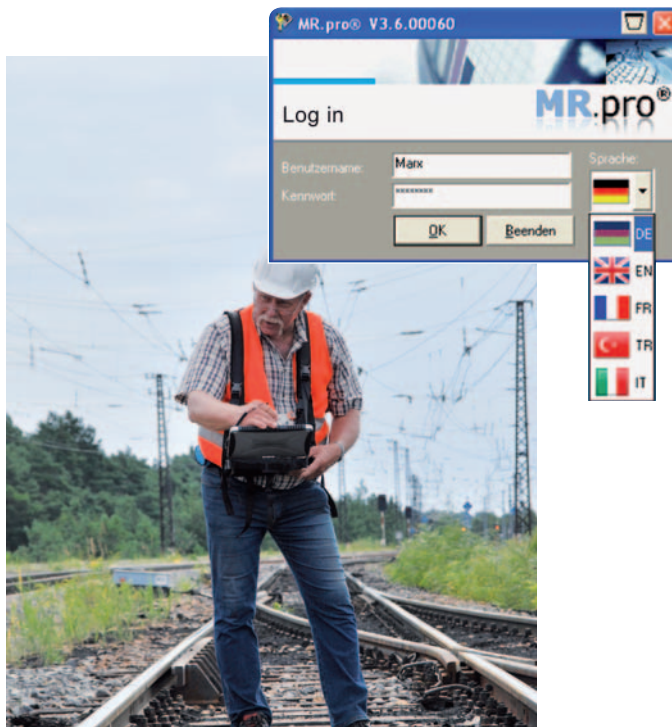 MR.pro® V3.6.00060
Log in
MR.pro®
Benutzername:
Marx
Sprache:
Kennwort:
********
OK
Beenden
DE
EN
FR
TR
IT